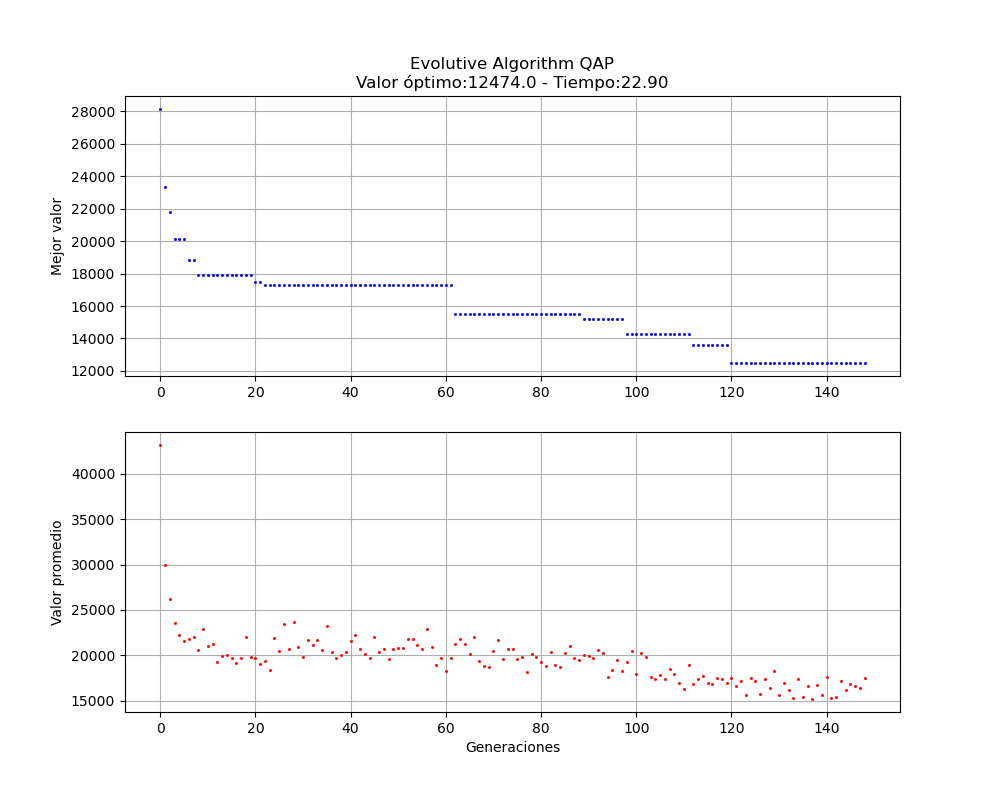 Evolutive Algorithm QAP
Valor óptimo:12474.0 - Tiempo:22.90
28000
26000
24000
22000
20000
18000
16000
14000
12000
Mejor valor
0 20 40 60 80 100 120 140
40000
35000
30000
25000
20000
15000
Valor promedio
0 20 40 60 80 100 120 140
Generaciones